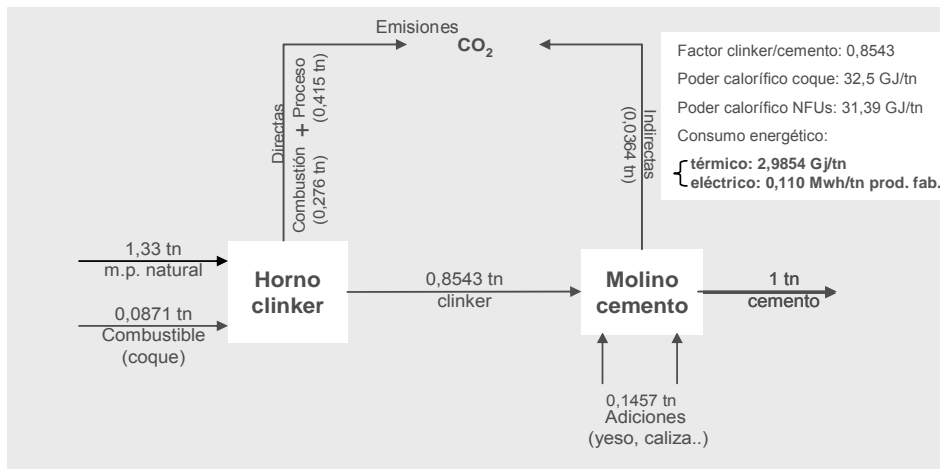 Emisiones
CO2
Directas
Combustión + Proceso
(0,276 tn) (0,415 tn)
Indirectas
(0,0364 tn)
Factor clinker/cemento: 0,8543
Poder calorífico coque: 32,5 GJ/tn
Poder calorífico NFUs: 31,39 GJ/tn
Consumo energético:
térmico: 2,9854 Gj/tn
eléctrico: 0,110 Mwh/tn prod. fab.
1,33 tn
m.p. natural
0,0871 tn
Combustible
(coque)
Horno
clinker
0,8543 tn
clinker
Molino
cemento
1 tn
cemento
0,1457 tn
Adiciones
(yeso, caliza..)